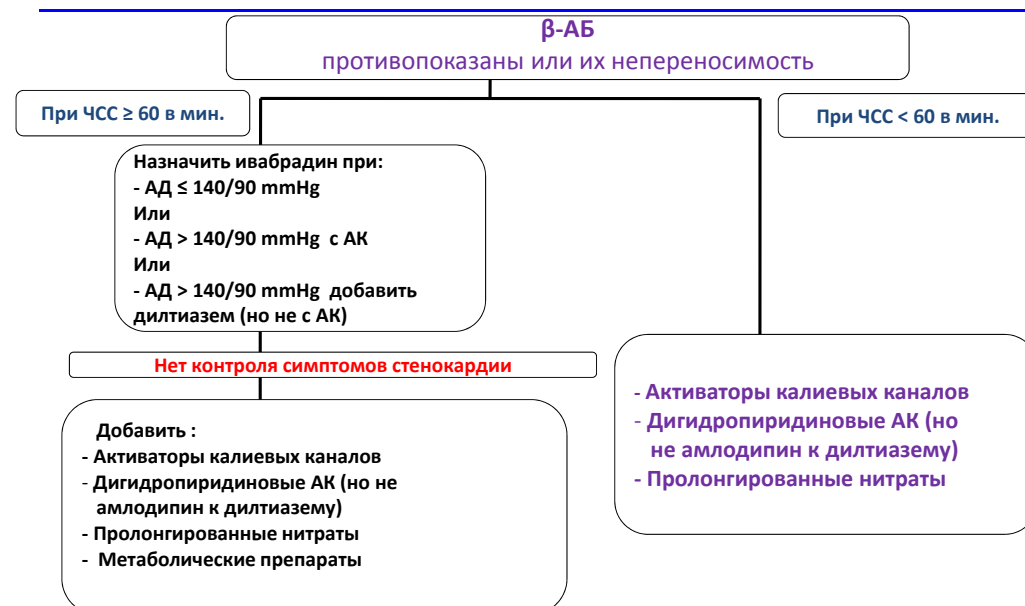 β-АБ
противопоказаны или их непереносимость
При ЧСС ≥ 60 в мин.
При ЧСС < 60 в мин.
Назначить ивабрадин при:
- АД ≤ 140/90 mmHg
Или
- АД > 140/90 mmHg с АК
Или
- АД > 140/90 mmHg добавить
дилтиазем (но не с АК)
Нет контроля симптомов стенокардии
Добавить :
- Активаторы калиевых каналов
- Дигидропиридиновые АК (но не
амлодипин к дилтиазему)
- Пролонгированные нитраты
- Метаболические препараты
- Активаторы калиевых каналов
- Дигидропиридиновые АК (но
не амлодипин к дилтиазему)
- Пролонгированные нитраты